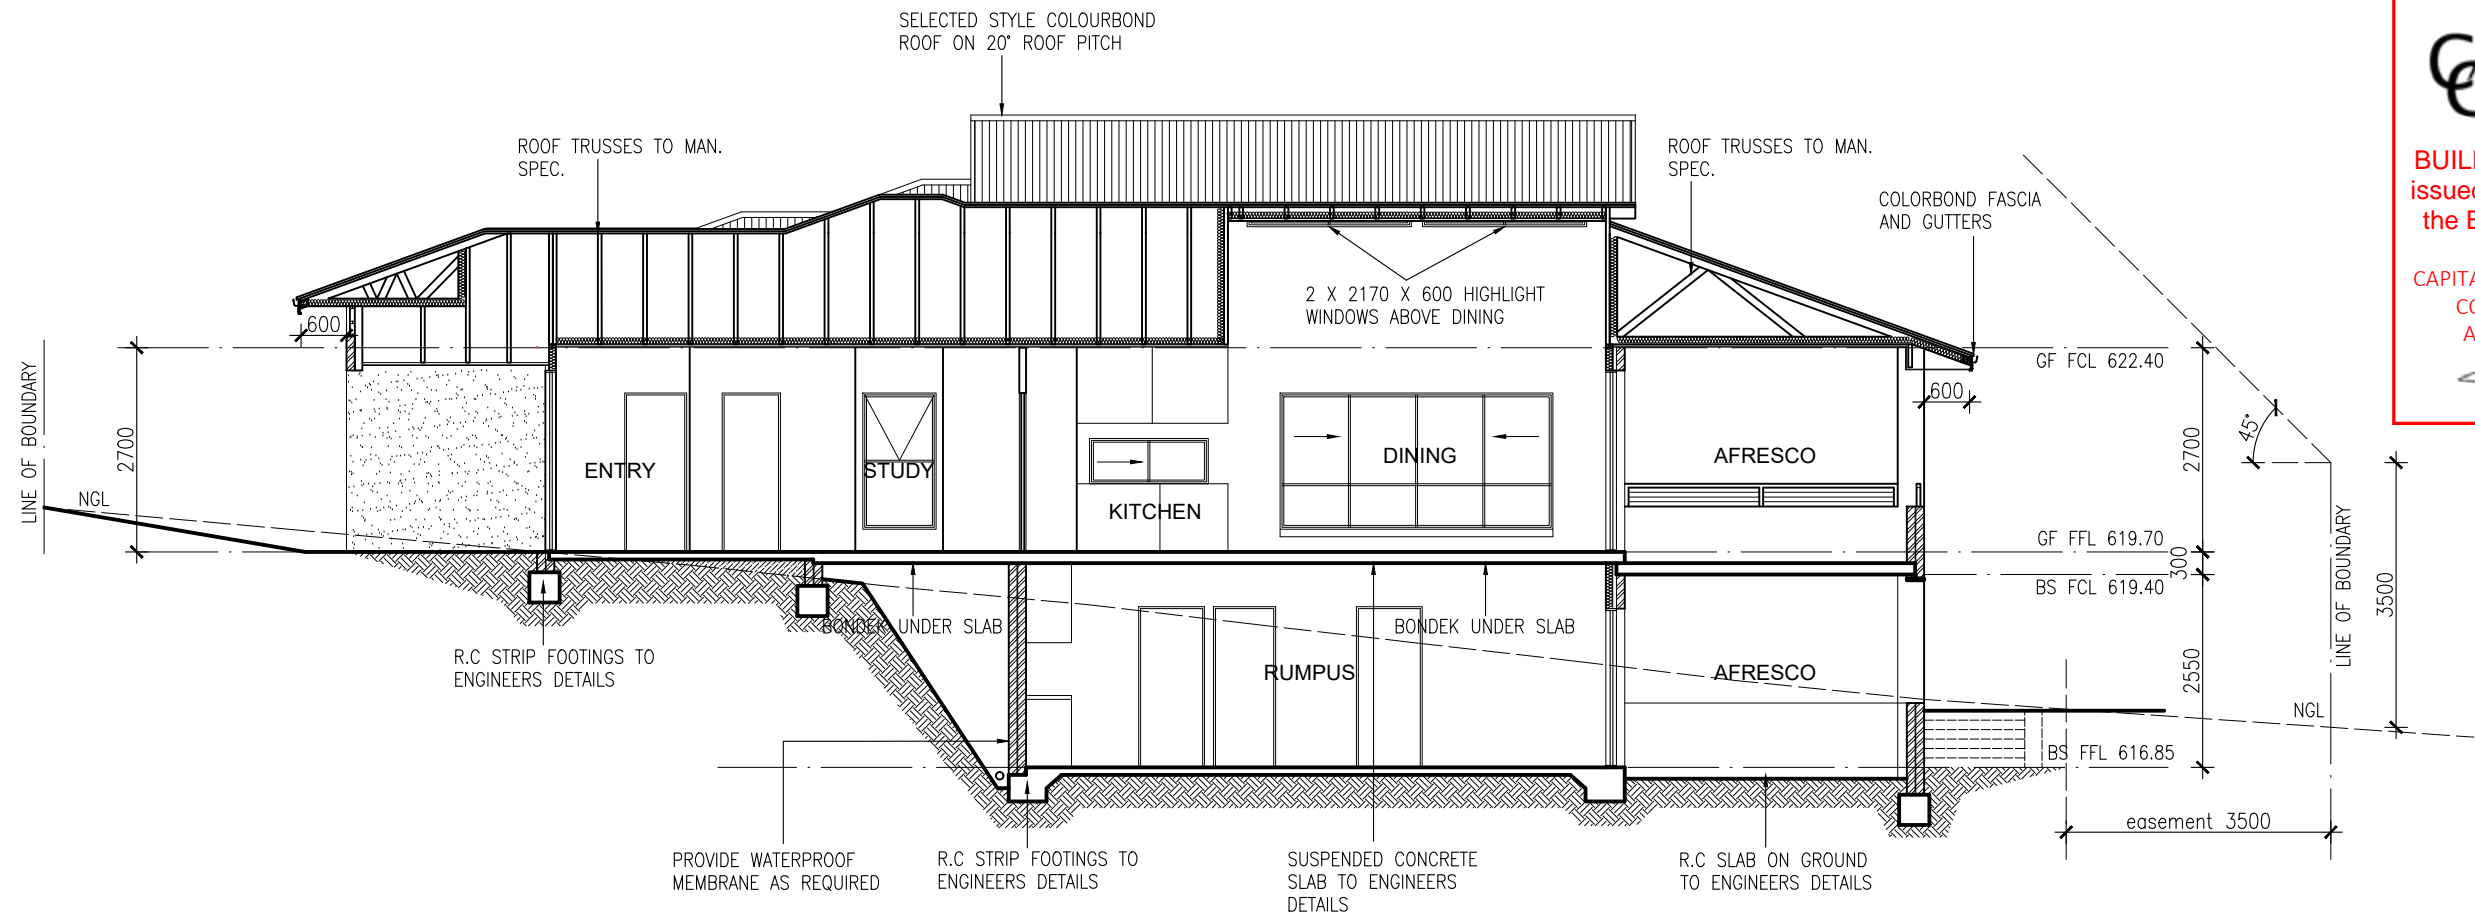 SELECTED STYLE COLOURBOND
ROOF ON 20° ROOF PITCH
ROOF TRUSSES TO MAN.
SPEC.
ROOF TRUSSES TO MAN.
SPEC.
COLORBOND FASCIA
AND GUTTERS
issued
the
2 X 2170 X 600 HIGHLIGHT
WINDOWS ABOVE DINING
600
GF FCL 622.40
600
LINE OF BOUNDARY
2700
NGL
ENTRY
STUDY
KITCHEN
DINING
AFRESCO
2700
45°
GF FFL 619.70
300
BS FCL 619.40
3500
LINE OF BOUNDARY
BONDEK UNDER SLAB
BONDEK UNDER SLAB
R.C STRIP FOOTINGS TO
ENGINEERS DETAILS
RUMPUS
AFRESCO
2550
NGL
BS FFL 616.85
easement 3500
PROVIDE WATERPROOF
MEMBRANE AS REQUIRED
R.C STRIP FOOTINGS TO
ENGINEERS DETAILS
SUSPENDED CONCRETE
SLAB TO ENGINEERS
DETAILS
R.C SLAB ON GROUND
TO ENGINEERS DETAILS